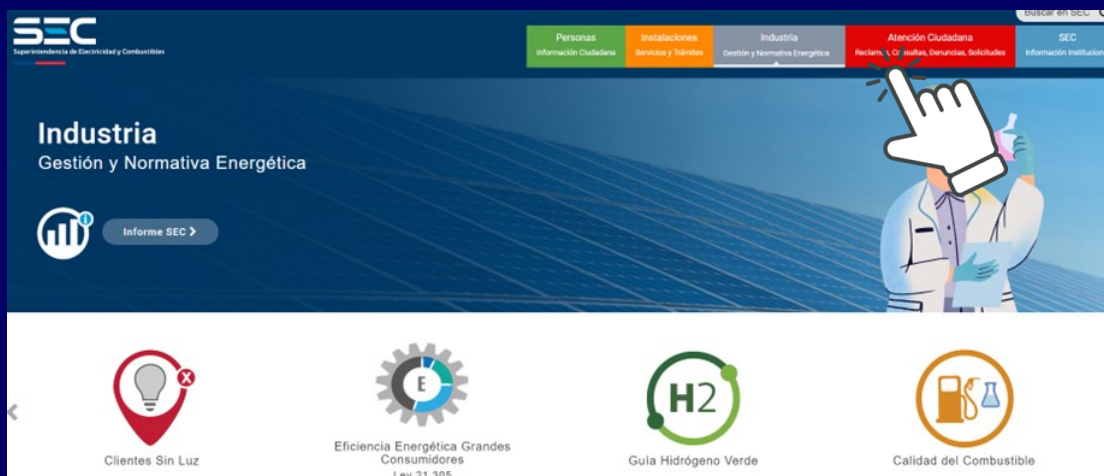 Buscar en SEC
SEC
Superintendencia de Electricidad y Combustibles
Personas
Información Ciudadana
Instalaciones
Servicios y Trámites
Industria
Gestión y Normativa Energética
Atención Ciudadana
Reclamos, Consultas, Denuncias, Solicitudes
SEC
Información Institucion
Industria
Gestión y Normativa Energética
Informe SEC >
Clientes Sin Luz
E
Eficiencia Energética Grandes
Consumidores
Ley 21.305
H2
Guía Hidrógeno Verde
Calidad del Combustible